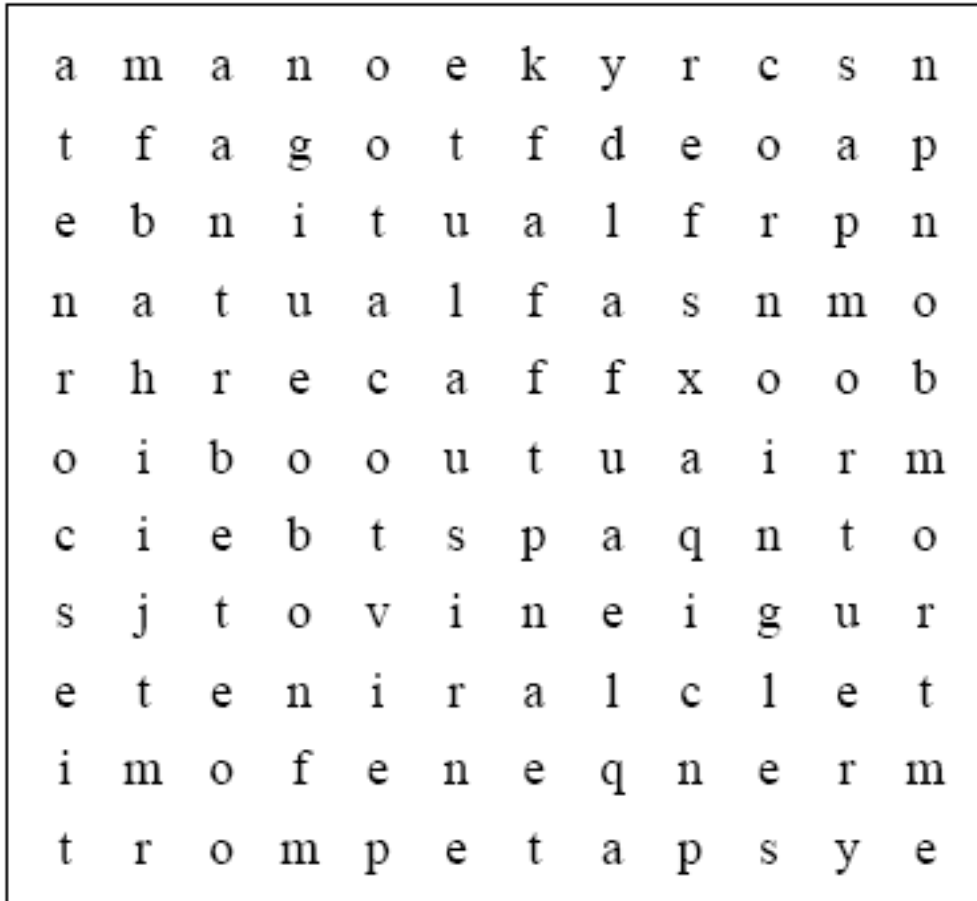 a m a n o e k y r c s n
t f a g o t f d e o a p
e b n i t u a l f r p n
n a t u a l f a s n m o
r h r e c a f f x o o b
o i b o o u t u a i r m
c i e b t s p a q n t o
s j t o v i n e i g u r
e t e n i r a l c l e t
i m o f e n e q n e r m
t r o m p e t a p s y e